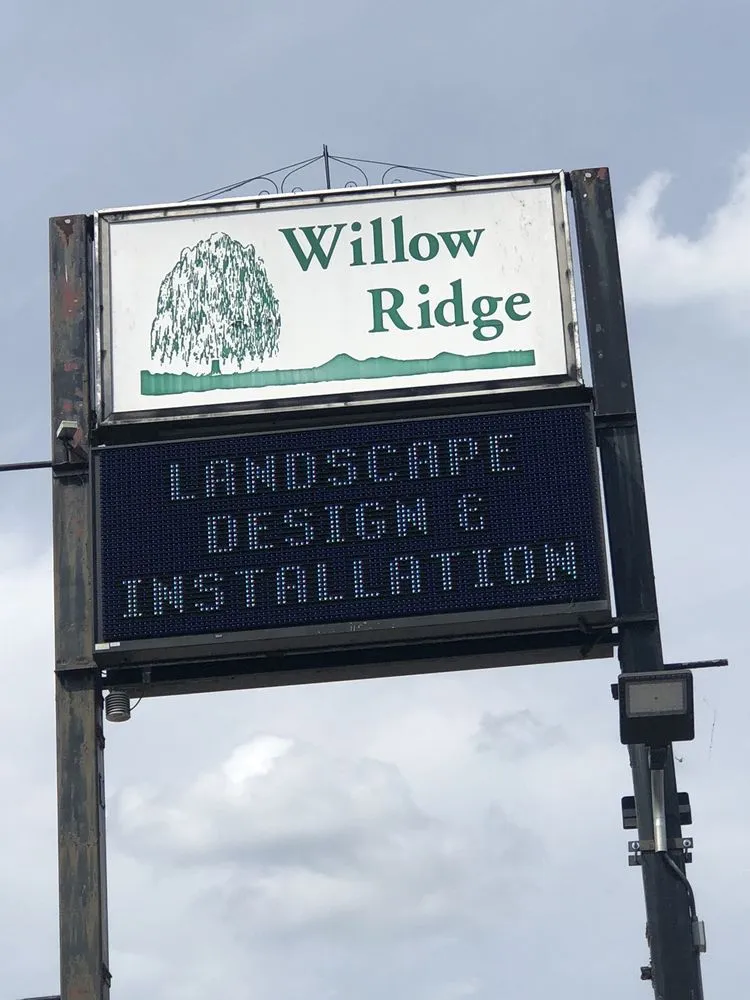 Willow
Ridge
LANDSCAPE
DESIGN &
INSTALLATION